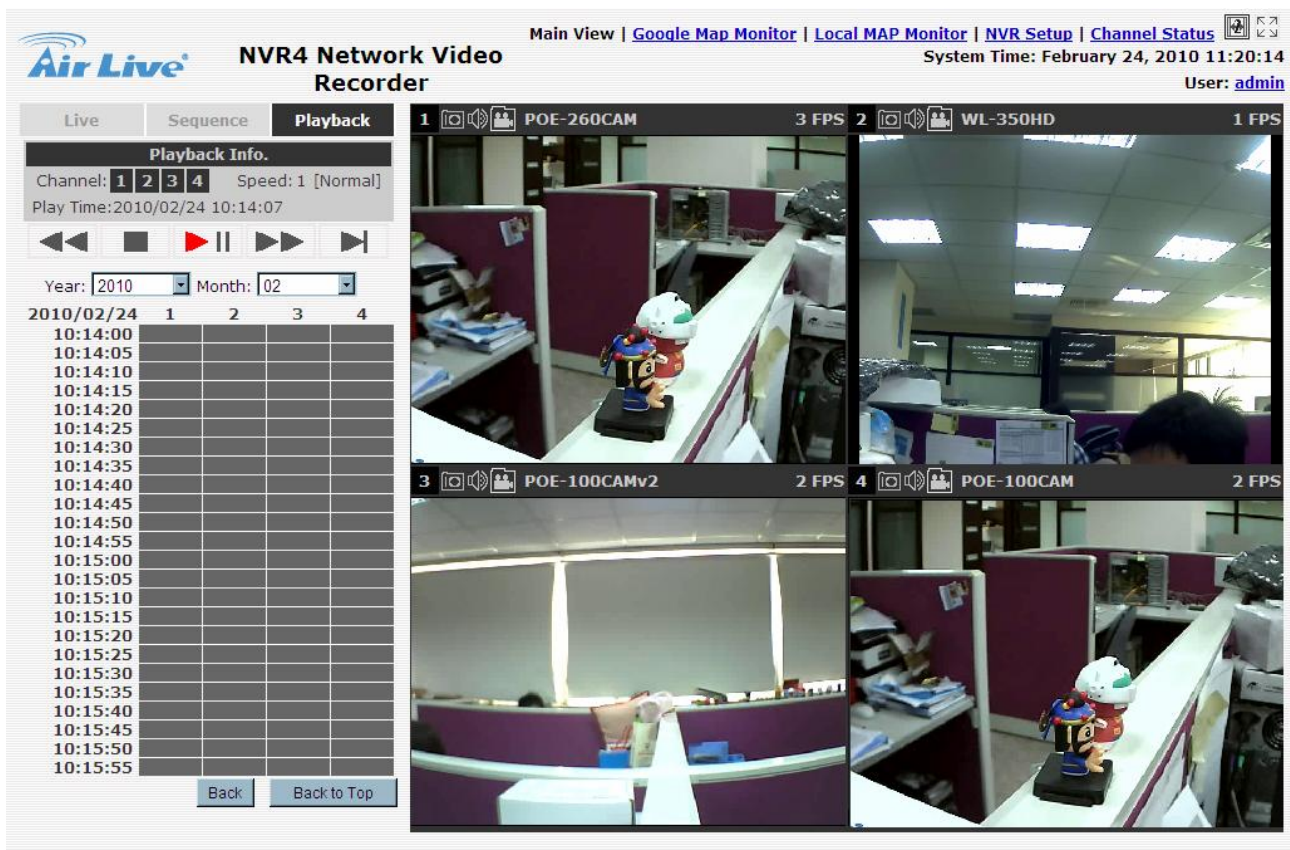 Air Live
NVR4 Network Video
Recorder
Main View | Google Map Monitor | Local MAP Monitor | NVR Setup | Channel Status
System Time: February 24, 2010 11:20:14
User: admin
Live Sequence Playback
Playback Info.
Channel: 1 2 3 4 Speed: 1 [Normal]
Play Time:2010/02/24 10:14:07
Year: 2010 Month: 02
2010/02/24 1 2 3 4
10:14:00
10:14:05
10:14:10
10:14:15
10:14:20
10:14:25
10:14:30
10:14:35
10:14:40
10:14:45
10:14:50
10:14:55
10:15:00
10:15:05
10:15:10
10:15:15
10:15:20
10:15:25
10:15:30
10:15:35
10:15:40
10:15:45
10:15:50
10:15:55
Back Back to Top
1 POE-260CAM 3 FPS
2 WL-350HD 1 FPS
3 POE-100CAMv2 2 FPS
4 POE-100CAM 2 FPS